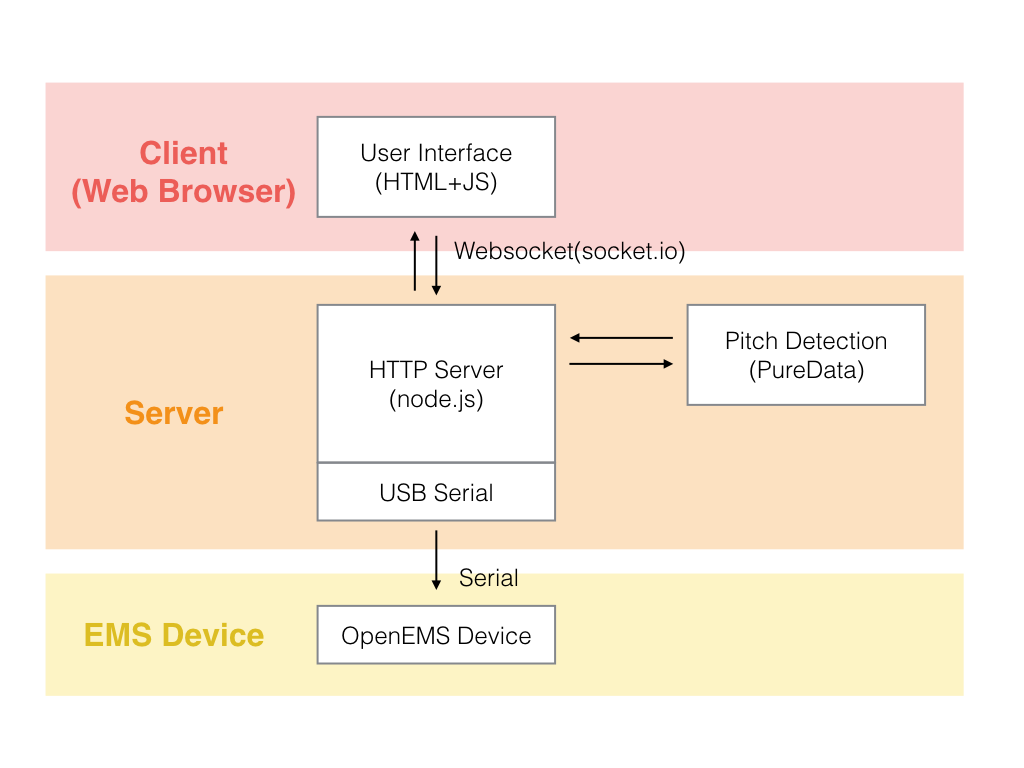 Client
(Web Browser)
User Interface
(HTML+JS)
Websocket(socket.io)
Server
HTTP Server
(node.js)
Pitch Detection
(PureData)
USB Serial
Serial
EMS Device
OpenEMS Device